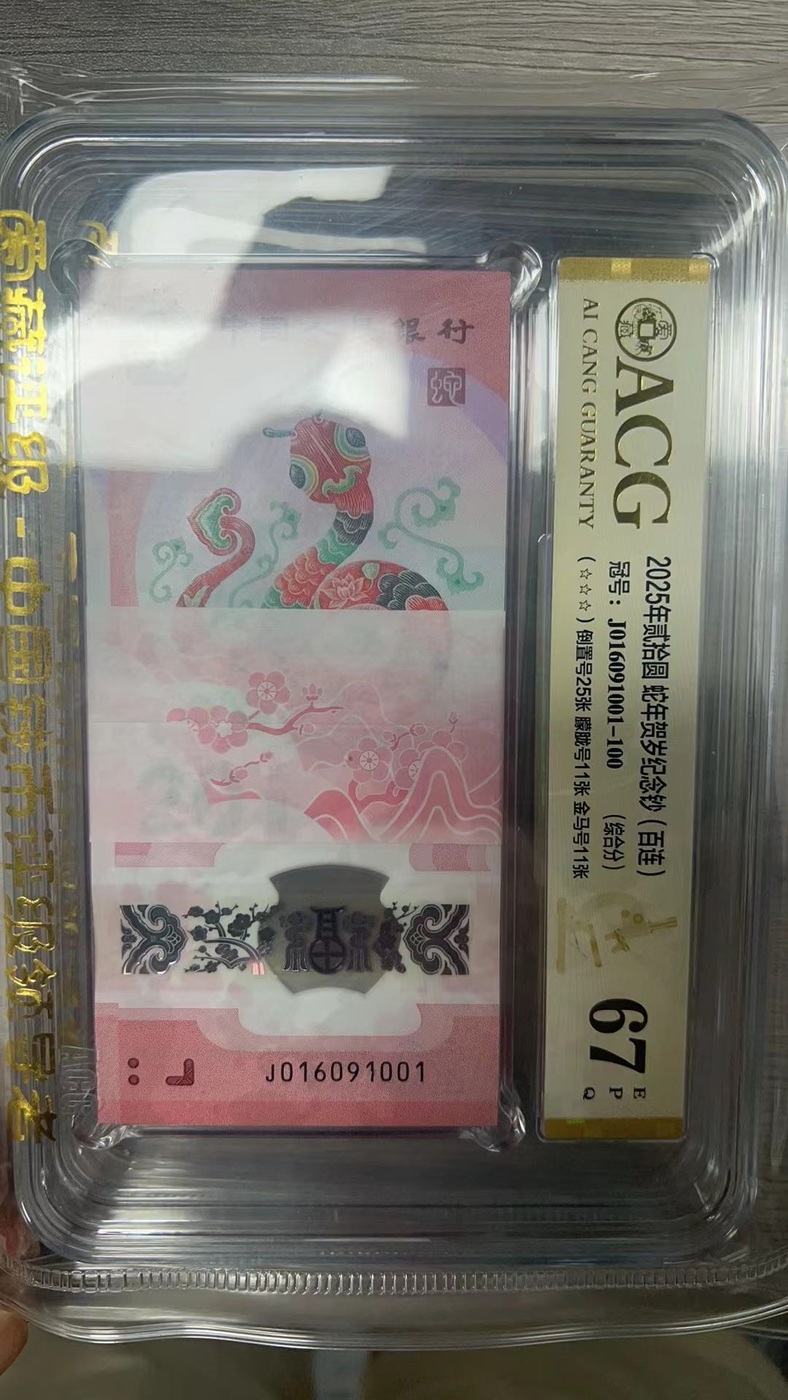 银行
蛇
J016091001
ACG
AI CANG GUARANTY
2025年贰拾圆 蛇年贺岁纪念钞（百连）
冠号：J016091001-100 （综合分）
（☆☆☆）倒置号25张 朦胧号11张 金马号11张
67
E
P
Q
爱藏评级-中国钱币评级领导者